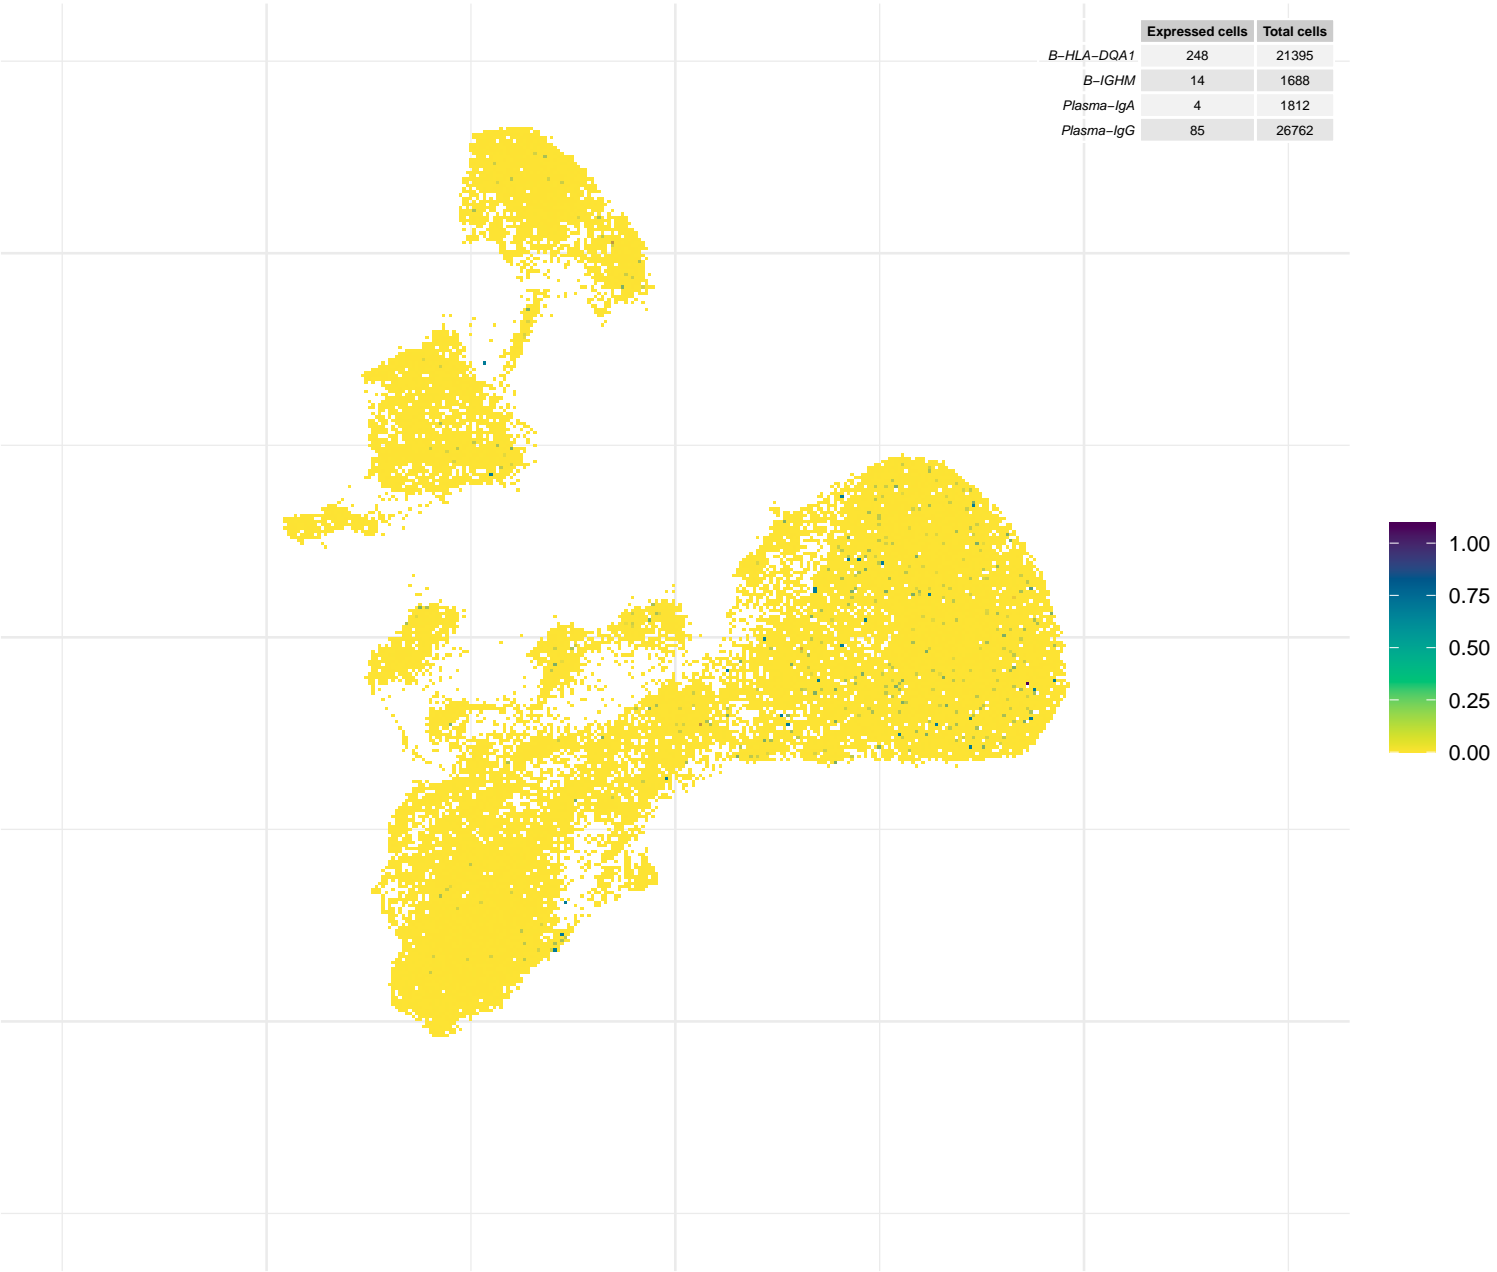 Expressed cells Total cells
B−HLA−DQA1 248 21395
B−IGHM 14 1688
Plasma−IgA 4 1812
Plasma−IgG 85 26762
1.00
0.75
0.50
0.25
0.00